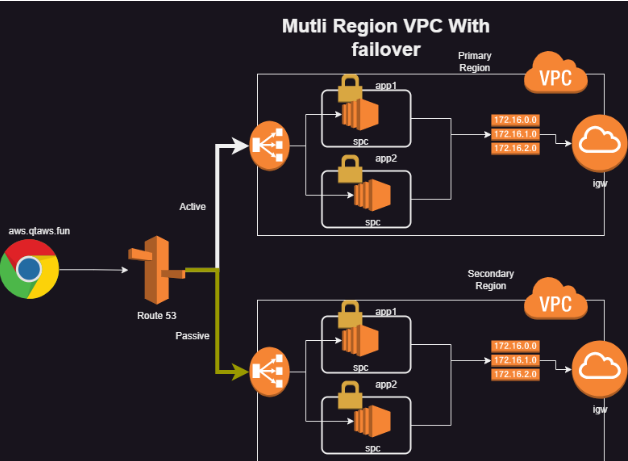 Mutli Region VPC With
failover
Primary
Region
VPC
app1
spc
app2
spc
172.16.0.0
172.16.1.0
172.16.2.0
igw
Active
aws.qtaws.fun
Route 53
Passive
Secondary
Region
VPC
app1
spc
app2
spc
172.16.0.0
172.16.1.0
172.16.2.0
igw